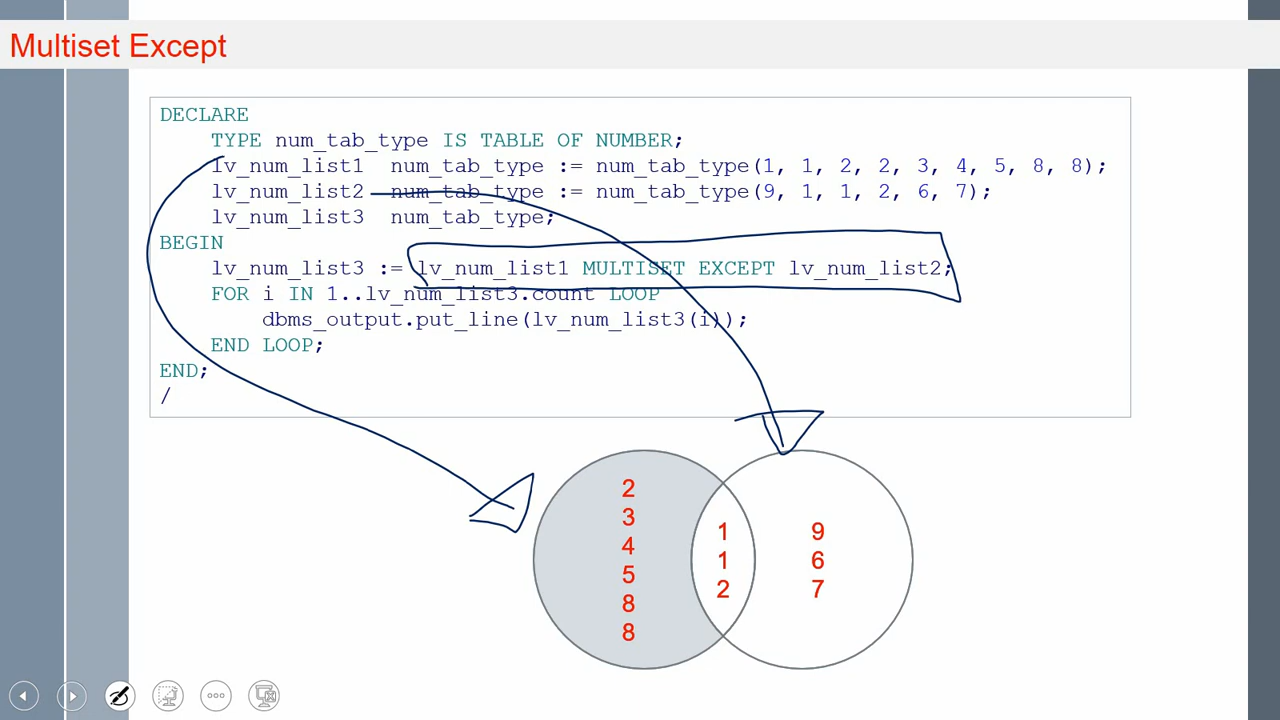 Multiset Except
DECLARE
TYPE num_tab_type IS TABLE OF NUMBER;
lv_num_list1 num_tab_type := num_tab_type(1, 1, 2, 2, 3, 4, 5, 8, 8);
lv_num_list2 num_tab_type := num_tab_type(9, 1, 1, 2, 6, 7);
lv_num_list3 num_tab_type;
BEGIN
lv_num_list3 := lv_num_list1 MULTISET EXCEPT lv_num_list2;
FOR i IN 1..lv_num_list3.count LOOP
dbms_output.put_line(lv_num_list3(i));
END LOOP;
END;
/
2
3
4
5
8
8
1
1
2
9
6
7